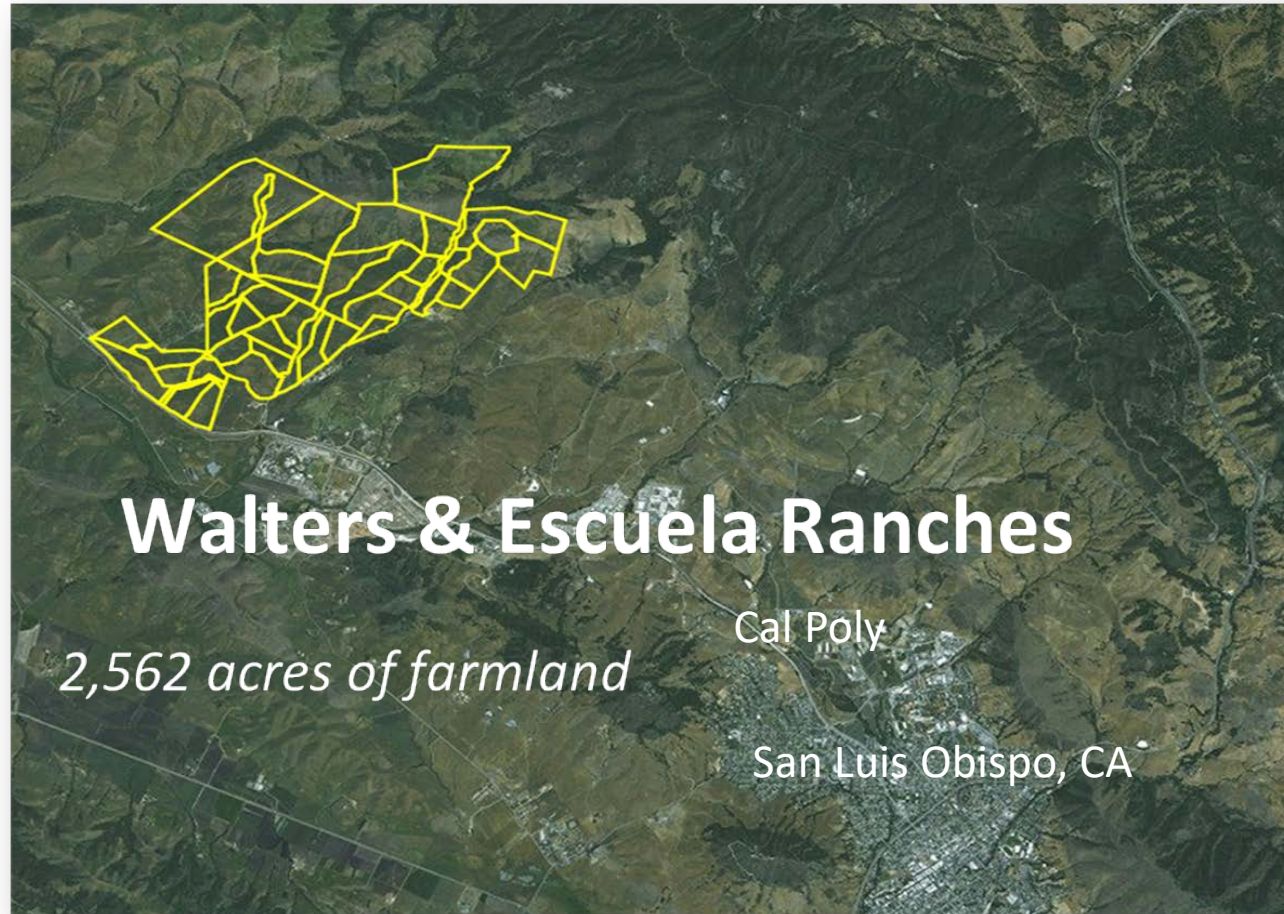 Walters & Escuela Ranches
Cal Poly
2,562 acres of farmland
San Luis Obispo, CA